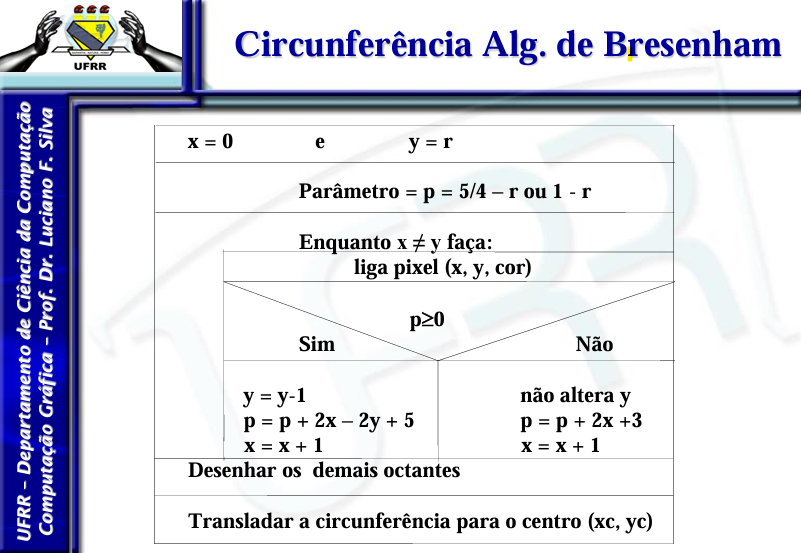 UFRR
Circunferência Alg. de Bresenham
UFRR – Departamento de Ciência da Computação
Computação Gráfica – Prof. Dr. Luciano F. Silva
x = 0 e y = r
Parâmetro = p = 5/4 – r ou 1 - r
Enquanto x ≠ y faça:
liga pixel (x, y, cor)
p≥0
Sim Não
y = y-1 não altera y
p = p + 2x – 2y + 5 p = p + 2x +3
x = x + 1 x = x + 1
Desenhar os demais octantes
Transladar a circunferência para o centro (xc, yc)